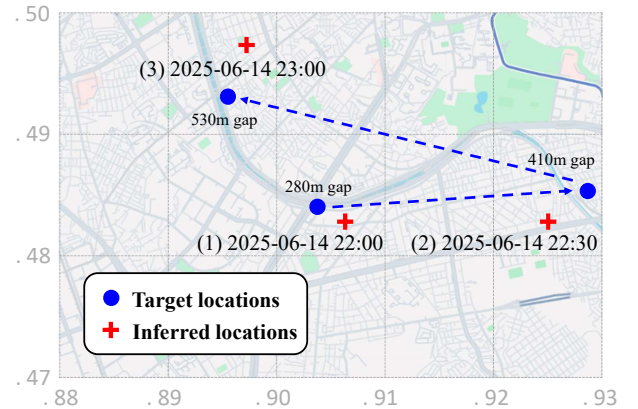 . 50
(3) 2025-06-14 23:00
530m gap
. 49
410m gap
280m gap
(1) 2025-06-14 22:00
(2) 2025-06-14 22:30
. 48
Target locations
Inferred locations
. 47
. 88
. 89
. 90
. 91
. 92
. 93